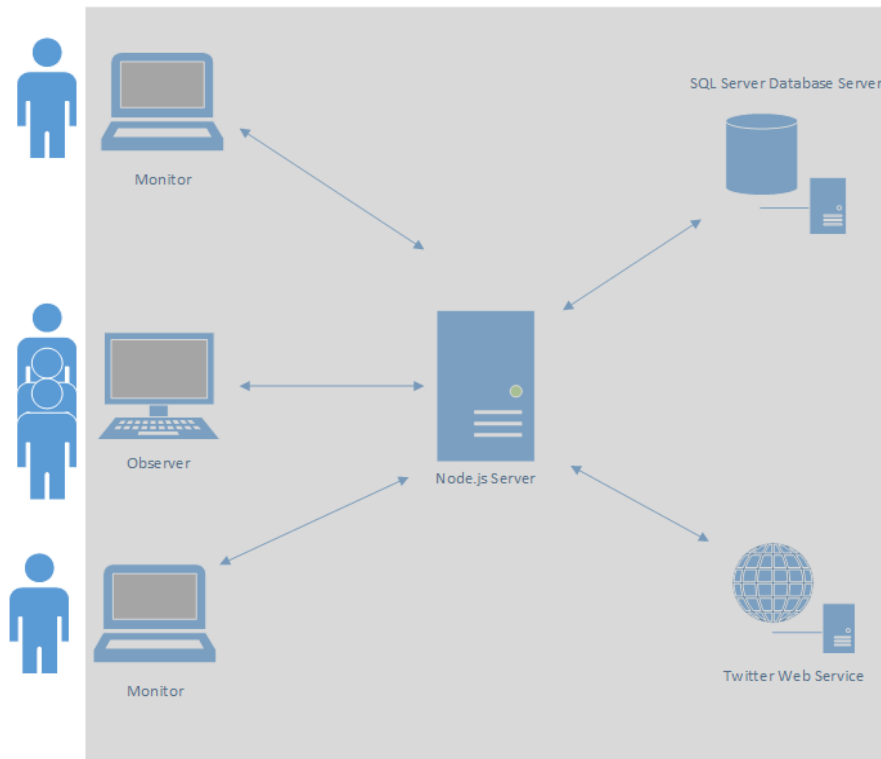 SQL Server Database Server
Monitor
Observer
Node.js Server
Monitor
Twitter Web Service